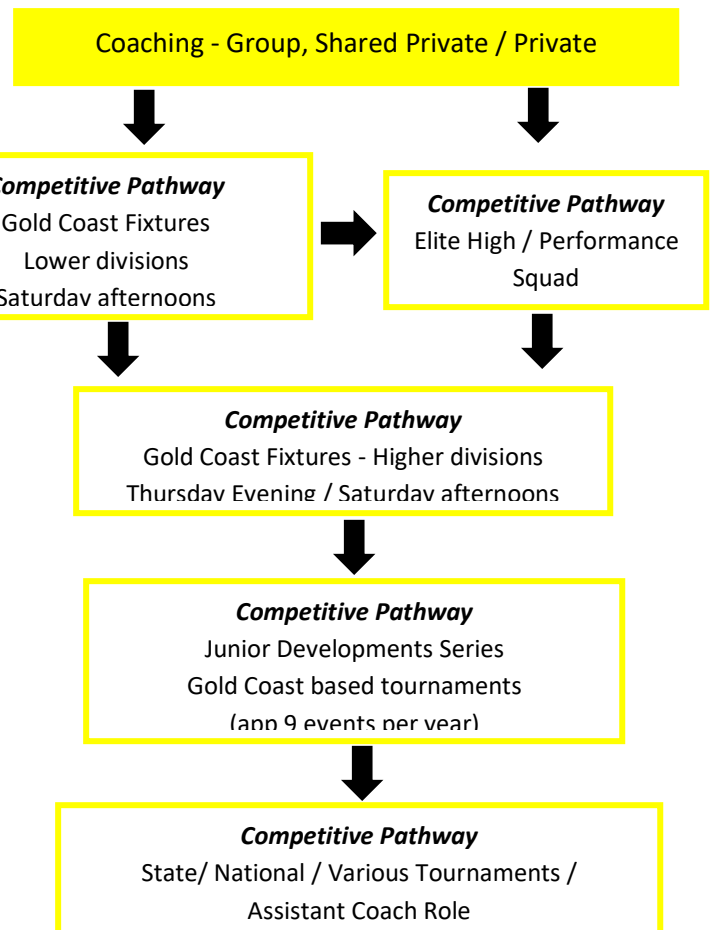 Coaching - Group, Shared Private / Private
Competitive Pathway
Gold Coast Fixtures
Lower divisions
Saturday afternoons
Competitive Pathway
Elite High / Performance
Squad
Competitive Pathway
Gold Coast Fixtures - Higher divisions
Thursday Evening / Saturday afternoons
Competitive Pathway
Junior Developments Series
Gold Coast based tournaments
(app 9 events per year)
Competitive Pathway
State/ National / Various Tournaments /
Assistant Coach Role